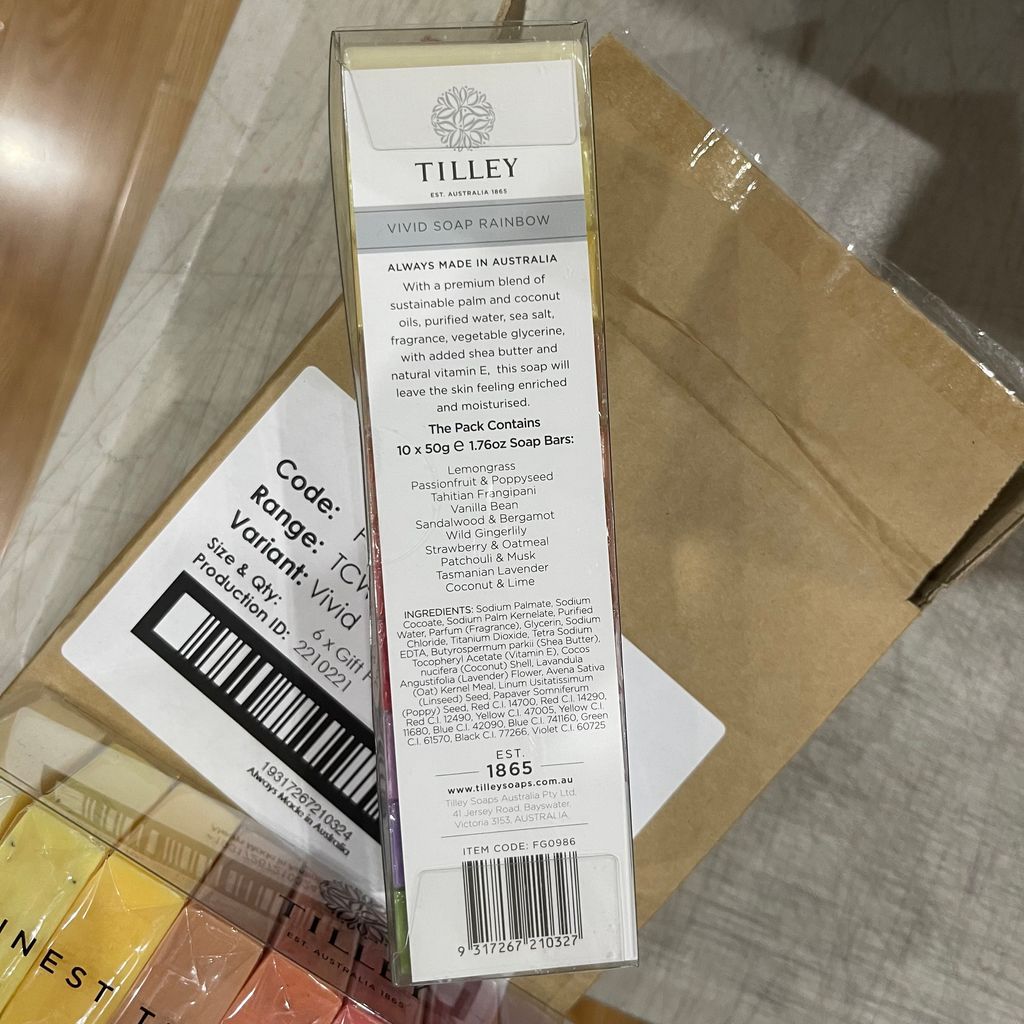 TILLEY
EST. AUSTRALIA 1865
VIVID SOAP RAINBOW
ALWAYS MADE IN AUSTRALIA
With a premium blend of
sustainable palm and coconut
oils, purified water, sea salt,
fragrance, vegetable glycerine,
with added shea butter and
natural vitamin E, this soap will
leave the skin feeling enriched
and moisturised.
The Pack Contains
10 x 50g ℮ 1.76oz Soap Bars:
Lemongrass
Passionfruit & Poppyseed
Tahitian Frangipani
Vanilla Bean
Sandalwood & Bergamot
Wild Gingerlily
Strawberry & Oatmeal
Patchouli & Musk
Tasmanian Lavender
Coconut & Lime
INGREDIENTS: Sodium Palmate, Sodium
Cocoate, Sodium Palm Kernelate, Purified
Water, Parfum (Fragrance), Glycerin, Sodium
Chloride, Titanium Dioxide, Tetra Sodium
EDTA, Butyrospermum parkii (Shea Butter),
Tocopheryl Acetate (Vitamin E), Cocos
nucifera (Coconut) Shell, Lavandula
Angustifolia (Lavender) Flower, Avena Sativa
(Oat) Kernel Meal, Linum Usitatissimum
(Linseed) Seed, Papaver Somniferum
(Poppy) Seed, Red C.I. 14700, Red C.I. 14290,
Red C.I. 12490, Yellow C.I. 47005, Yellow C.I.
11680, Blue C.I. 42090, Blue C.I. 741160, Green
C.I. 61570, Black C.I. 77266, Violet C.I. 60725
EST.
1865
www.tilleysoaps.com.au
Tilley Soaps Australia Pty Ltd.
41 Jersey Road, Bayswater,
Victoria 3153, AUSTRALIA.
ITEM CODE: FG0986
9 317267 210327
Code:
Range: TCW
Variant: Vivid
Size & Qty: 6 x Gift
Production ID: 2210221
19317267210324
Always Made in Australia
TILLEY
EST. AUSTRALIA 1865
INEST